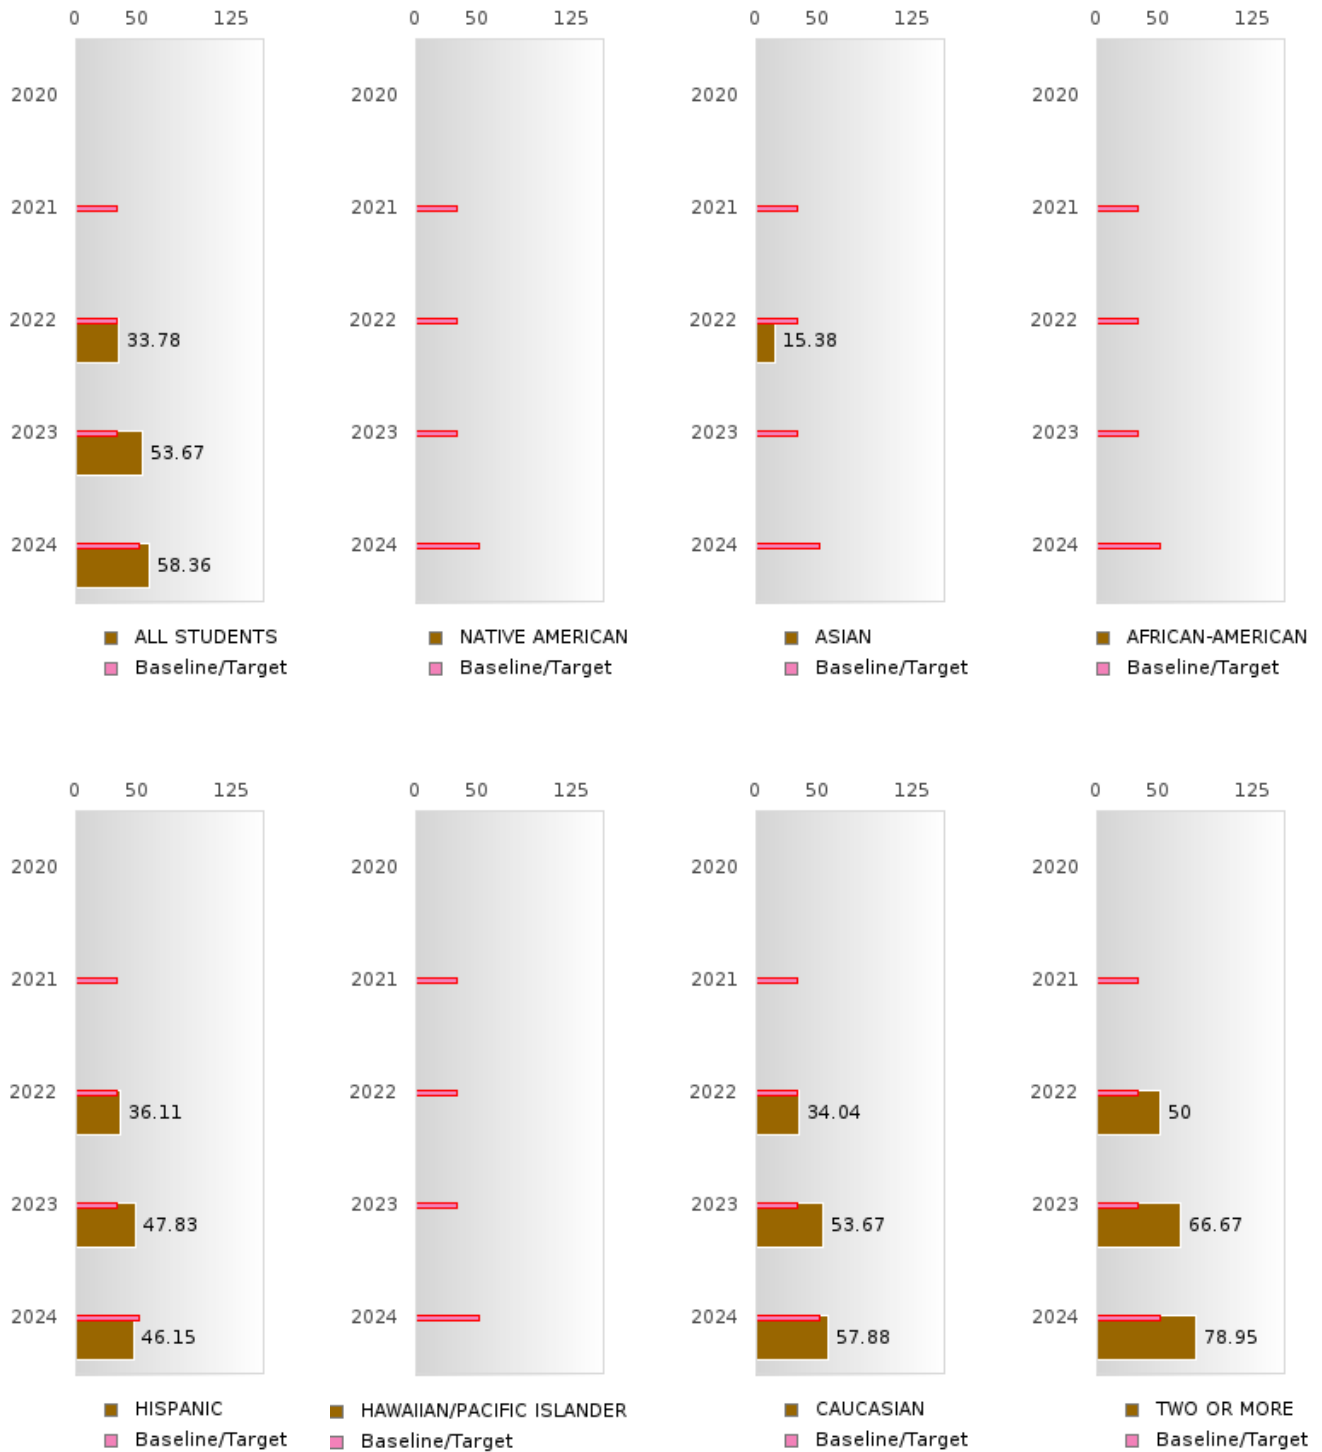 0 50 125 0 50 125 0 50 125 0 50 125
2020 2020 2020 2020
2021 2021 2021 2021
2022 2022 2022 2022
33.78 15.38
2023 2023 2023 2023
53.67
2024 2024 2024 2024
58.36
ALL STUDENTS NATIVE AMERICAN ASIAN AFRICAN-AMERICAN
Baseline/Target Baseline/Target Baseline/Target Baseline/Target
0 50 125 0 50 125 0 50 125 0 50 125
2020 2020 2020 2020
2021 2021 2021 2021
2022 2022 2022 2022
36.11 34.04 50
2023 2023 2023 2023
47.83 53.67 66.67
2024 2024 2024 2024
46.15 57.88 78.95
HISPANIC HAWAIIAN/PACIFIC ISLANDER CAUCASIAN TWO OR MORE
Baseline/Target Baseline/Target Baseline/Target Baseline/Target